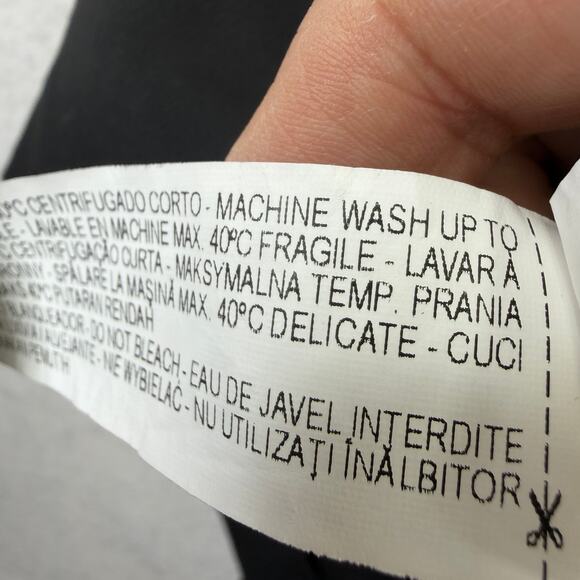 CENTRIFUGADO CORTO - MACHINE WASH UP TO
- LAVABLE EN MACHINE MAX. 40ºC FRAGILE - LAVAR À
CENTRIFUGAÇÃO CURTA - MAKSYMALNA TEMP. PRANIA
SPĂLARE LA MAȘINĂ MAX. 40ºC DELICATE - CUCI
40ºC PUTARAN RENDAH
BLANQUEADOR - DO NOT BLEACH - EAU DE JAVEL INTERDITE
- NIE WYBIELAĆ - NU UTILIZAȚI ÎNĂLBITOR